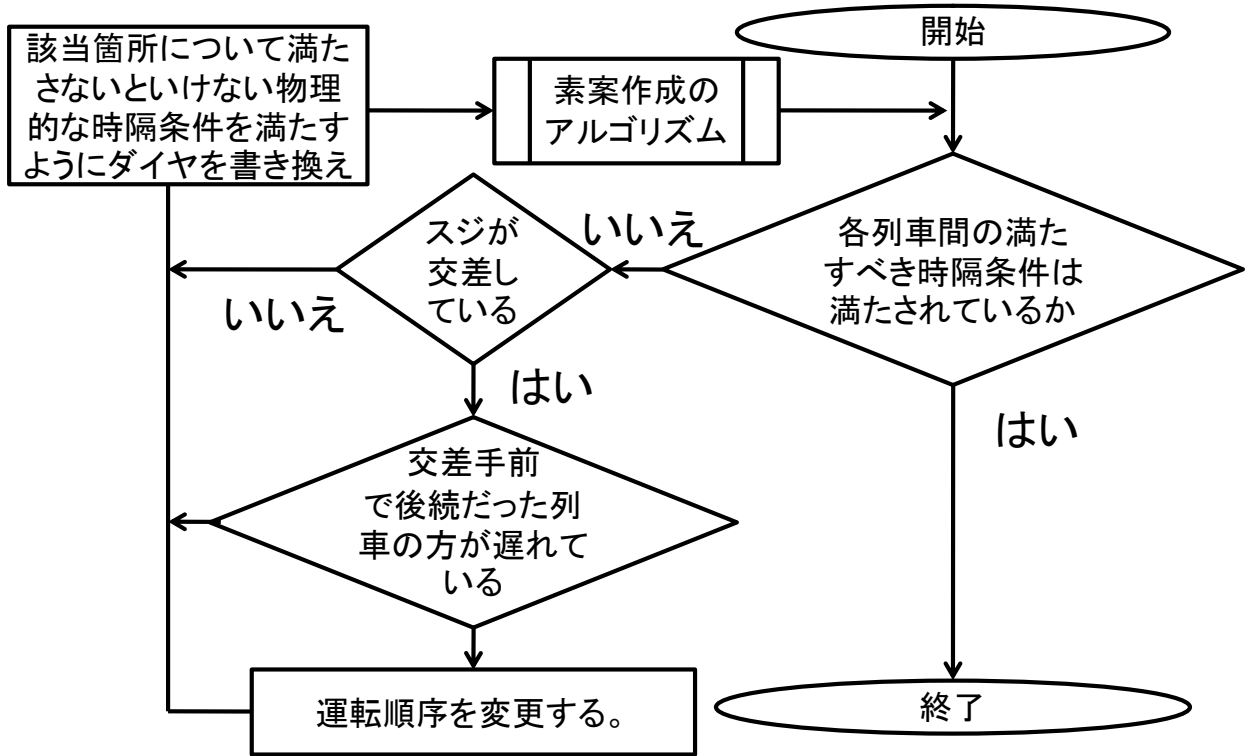 開始
該当箇所について満た
さないといけない物理
的な時隔条件を満たす
ようにダイヤを書き換え
素案作成の
アルゴリズム
各列車間の満た
すべき時隔条件は
満たされているか
いいえ
スジが
交差し
ている
いいえ
はい
はい
交差手前
で後続だった列
車の方が遅れて
いる
運転順序を変更する。
終了